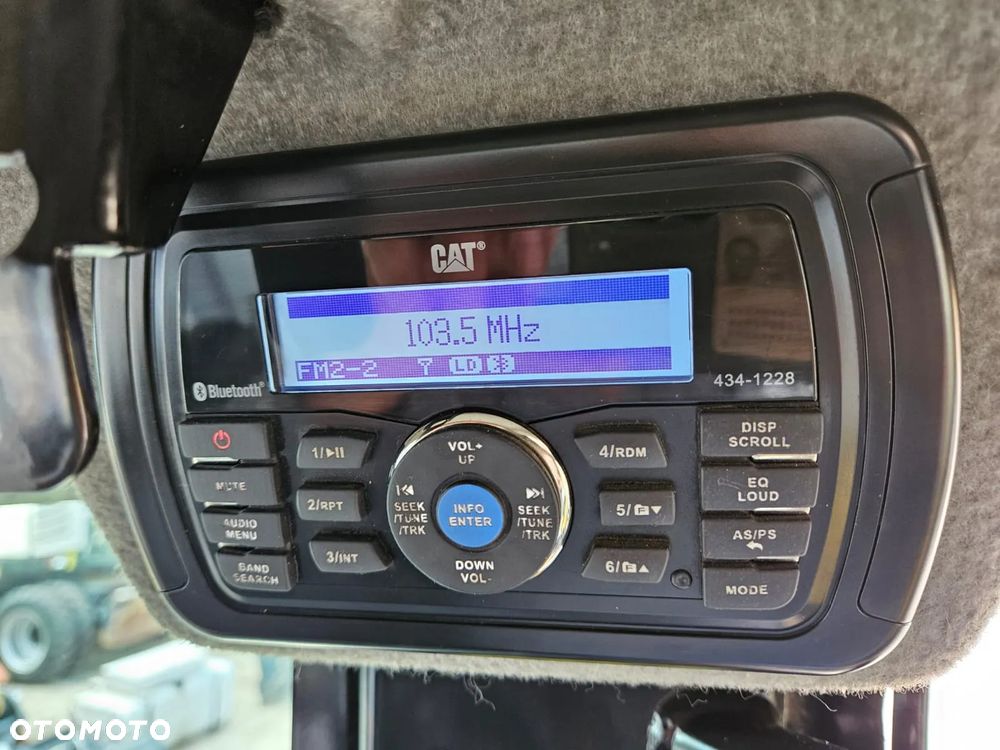 CAT®
103.5 MHz
FM2-2 LD
Bluetooth®
434-1228
MUTE
AUDIO
MENU
BAND
SEARCH
1/
2/RPT
3/INT
VOL+
UP
SEEK
/TUNE
/TRK
INFO
ENTER
SEEK
/TUNE
/TRK
DOWN
VOL-
4/RDM
5/
6/
DISP
SCROLL
EQ
LOUD
AS/PS
MODE
OTOMOTO